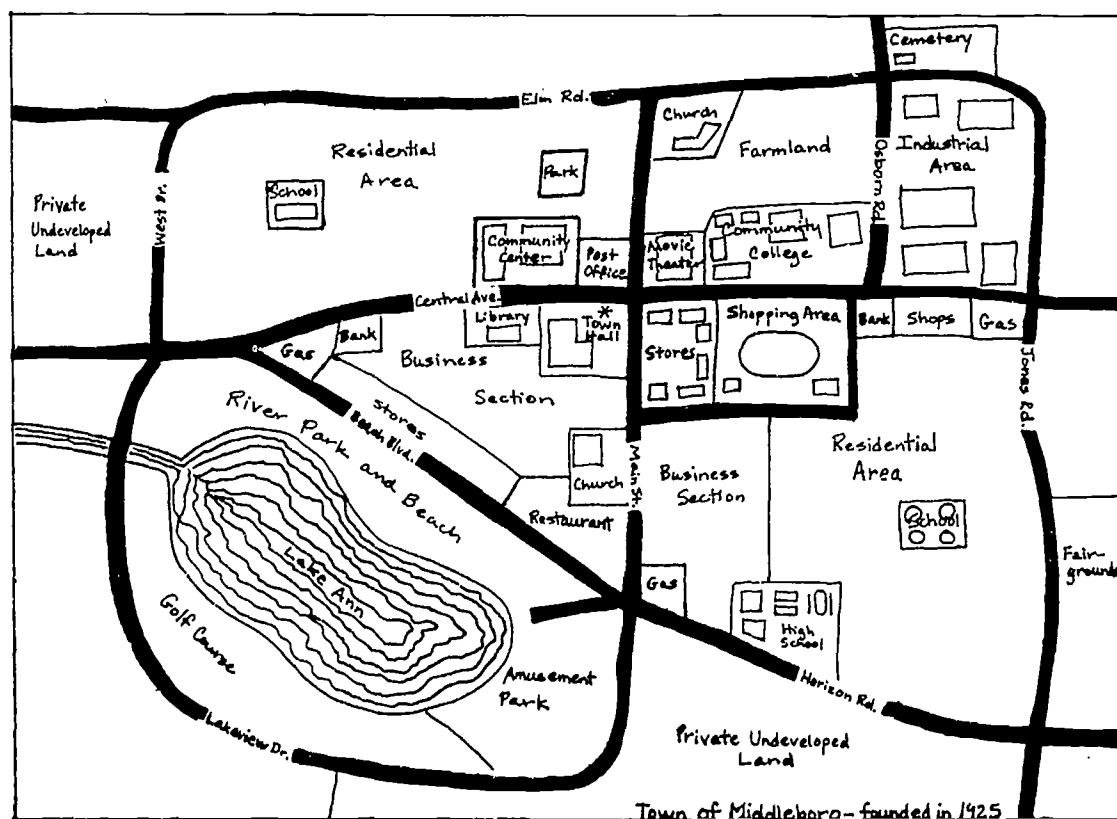 Cemetery
Elm Rd.
Church
Residential
Area
Farmland
Osborn Rd.
Industrial
Area
Park
School
West Dr.
Private
Undeveloped
Land
Community
Center
Post
Office
Movie
Theater
Community
College
Central Ave.
Library
*
Town
Hall
Stores
Shopping Area
Bank
Shops
Gas
Jones Rd.
Gas
Bank
Business
Section
Stores
Beach Blvd.
River Park and Beach
Church
Main St.
Business
Section
Residential
Area
School
Restaurant
Fair-
grounds
Lake Ann
Gas
High
School
Golf Course
Amusement
Park
Horizon Rd.
Lakeview Dr.
Private Undeveloped
Land
Town of Middleboro - founded in 1925